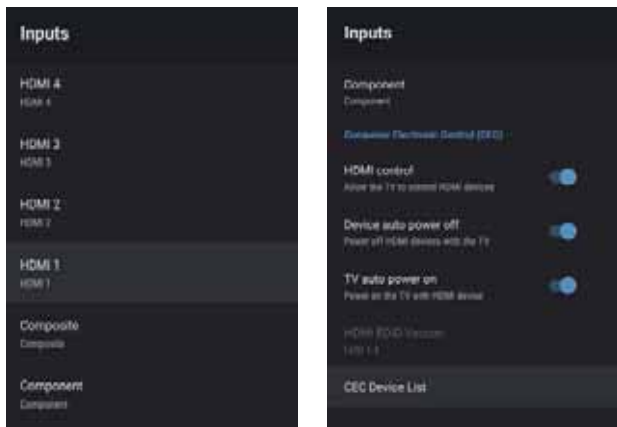 Inputs
HDMI 4
HDMI 4
HDMI 3
HDMI 3
HDMI 2
HDMI 2
HDMI 1
HDMI 1
Composite
Composite
Component
Component
Inputs
Component
Component
Consumer Electronic Control (CEC)
HDMI control
Allow the TV to control HDMI devices
Device auto power off
Power off HDMI devices with the TV
TV auto power on
Power on the TV with HDMI device
HDMI EDID Version
CEC Device List